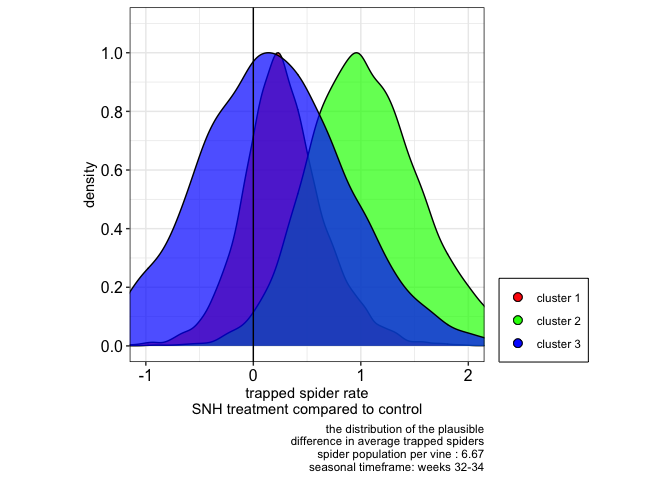 1.0
0.8
0.6
0.4
0.2
0.0
density
-1 0 1 2
trapped spider rate
SNH treatment compared to control
cluster 1
cluster 2
cluster 3
the distribution of the plausible
difference in average trapped spiders
spider population per vine : 6.67
seasonal timeframe: weeks 32-34